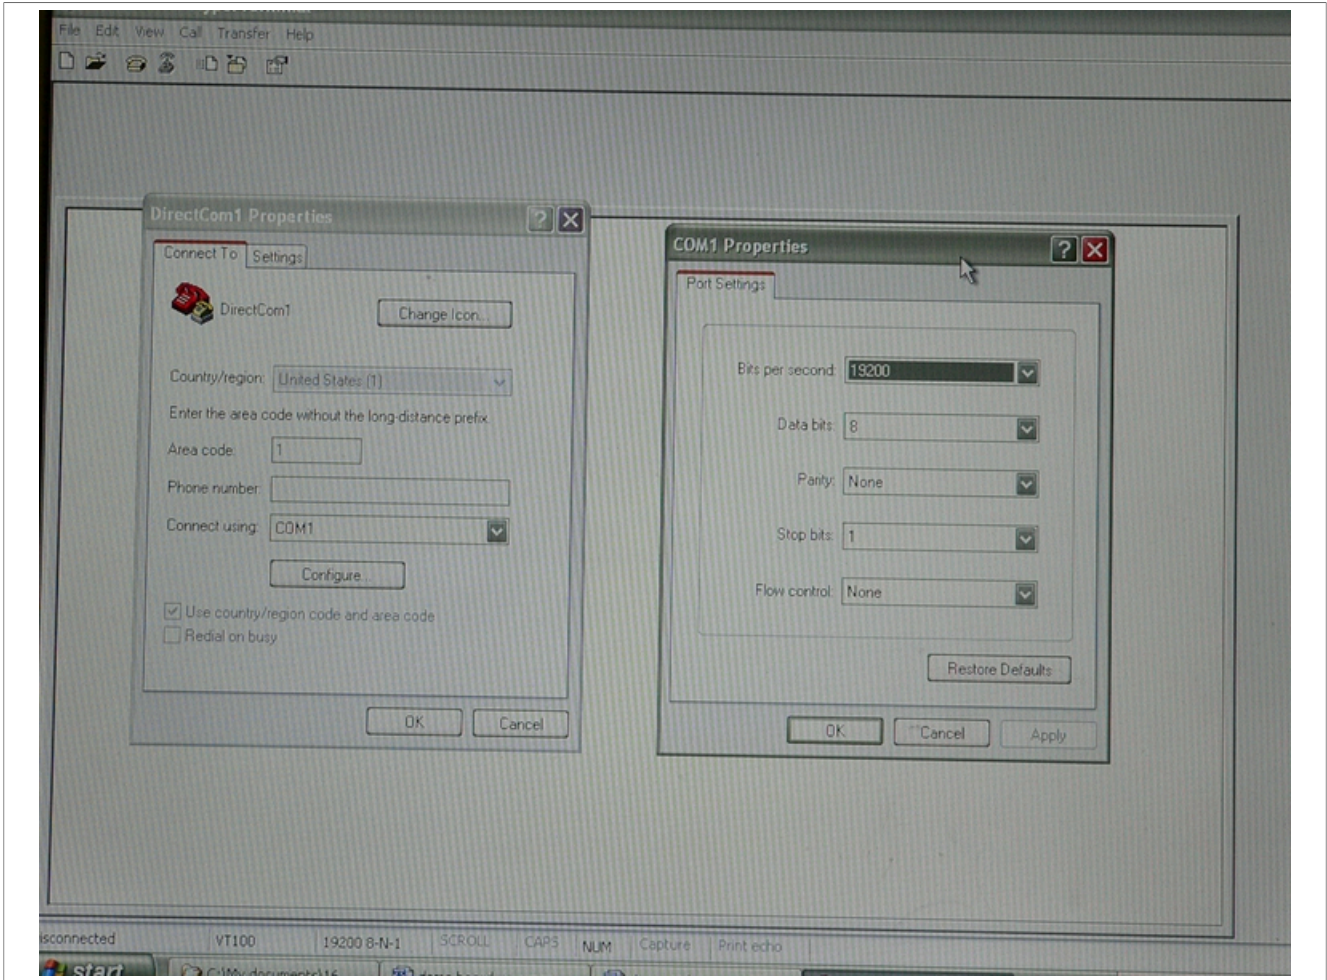 File Edit View Call Transfer Help
DirectCom1 Properties
Connect To Settings
DirectCom1
Change Icon...
Country/region: United States (1)
Enter the area code without the long-distance prefix.
Area code: 1
Phone number:
Connect using: COM1
Configure...
Use country/region code and area code
Redial on busy
OK Cancel
COM1 Properties
Port Settings
Bits per second: 19200
Data bits: 8
Parity: None
Stop bits: 1
Flow control: None
Restore Defaults
OK Cancel Apply
isconnected VT100 19200 8-N-1 SCROLL CAPS NUM Capture Print echo
start